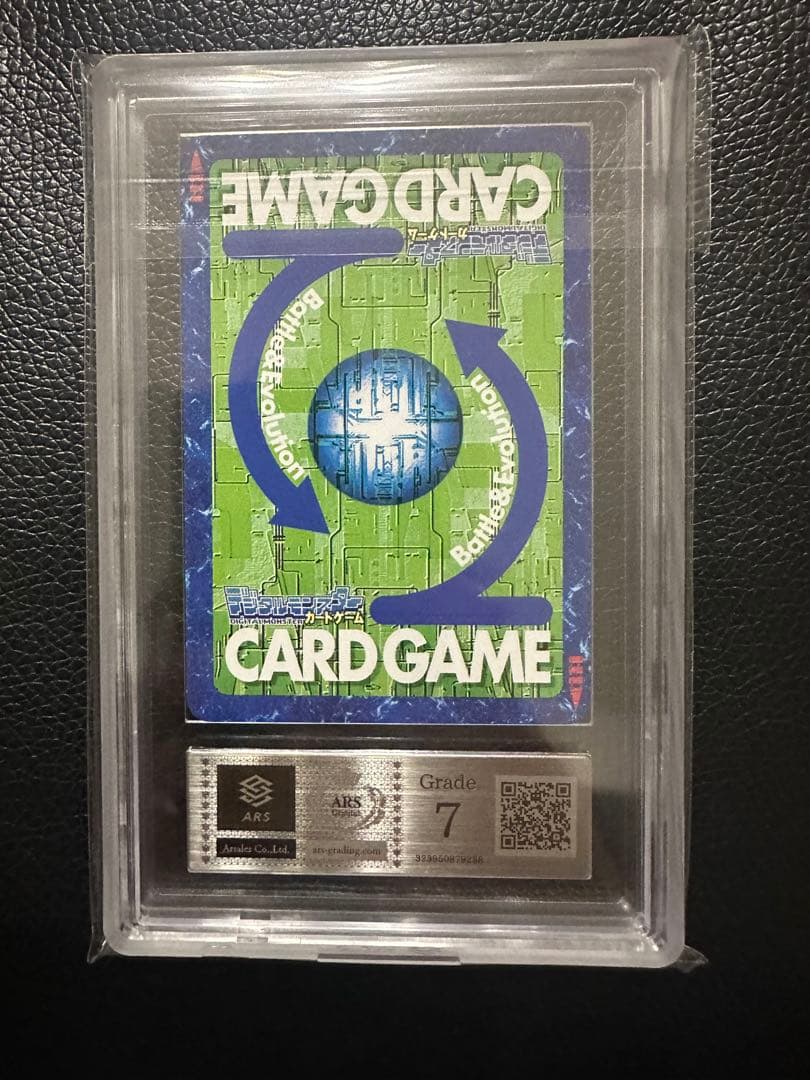 CARD GAME
デジタルモンスター
カードゲーム
Battle&Evolution
Battle&Evolution
デジタルモンスター
DIGITAL MONSTER カードゲーム
CARD GAME
ARS
Arsales Co.,Ltd.
ARS
ars-grading.com
Grade
7